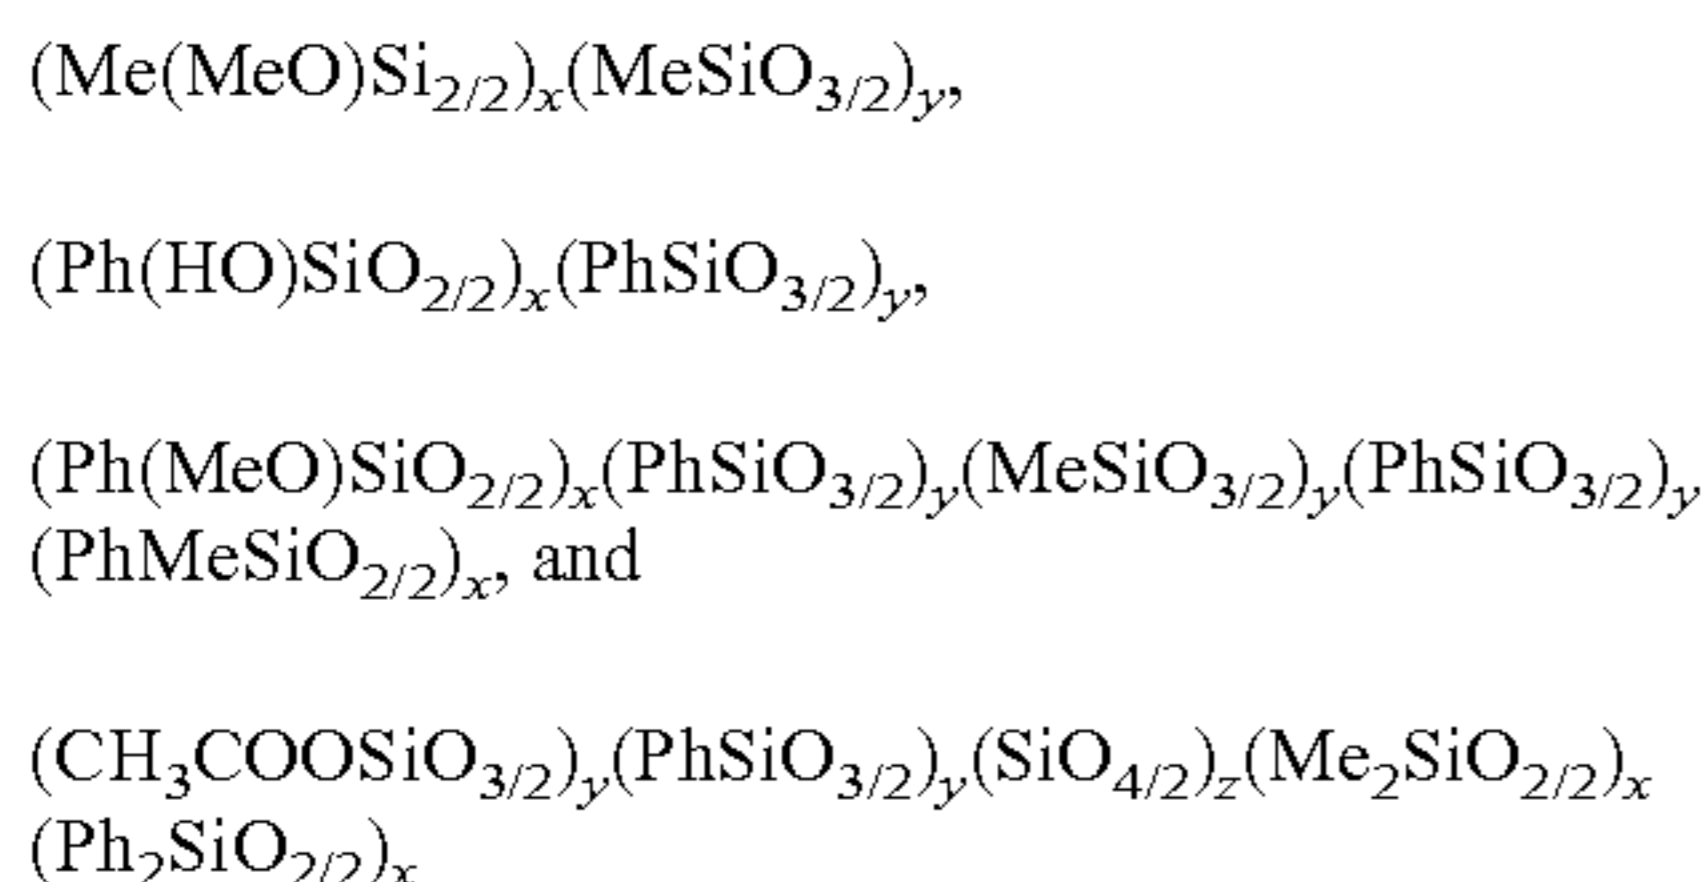 (Me(MeO)Si2/2)x(MeSiO3/2)y,
(Ph(HO)SiO2/2)x(PhSiO3/2)y,
(Ph(MeO)SiO2/2)x(PhSiO3/2)y(MeSiO3/2)y(PhSiO3/2)y
(PhMeSiO2/2)x, and
(CH3COOSiO3/2)y(PhSiO3/2)y(SiO4/2)z(Me2SiO2/2)x
(Ph2SiO2/2)x